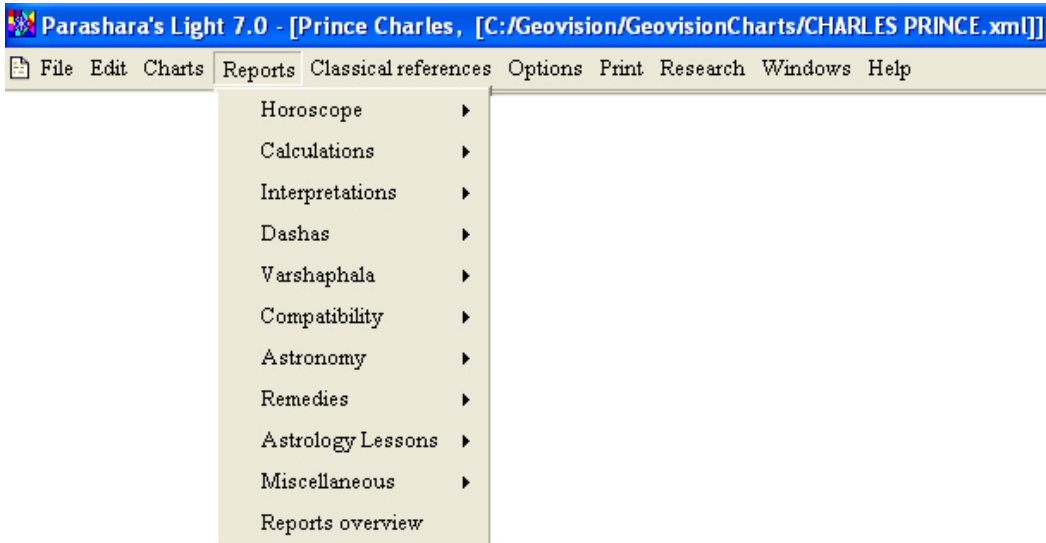 Parashara's Light 7.0 - [Prince Charles, [C:/Geovision/GeovisionCharts/CHARLES PRINCE.xml]]
File Edit Charts Reports Classical references Options Print Research Windows Help
Horoscope
Calculations
Interpretations
Dashas
Varshaphala
Compatibility
Astronomy
Remedies
Astrology Lessons
Miscellaneous
Reports overview